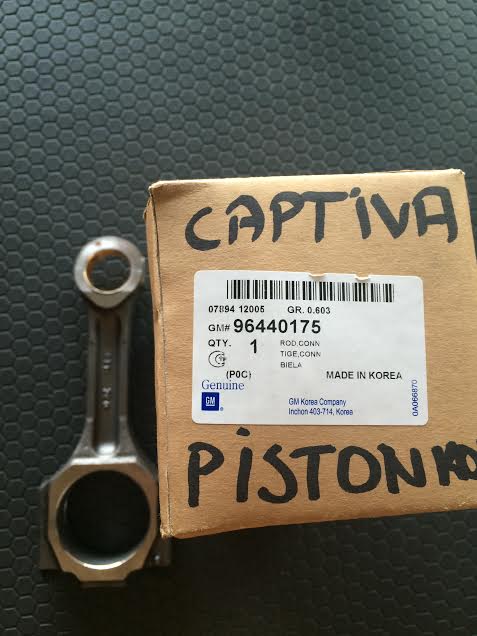 CAPTIVA
07894 12005 GR. 0.603
GM# 96440175
QTY. 1 ROD,CONN
TIGE,CONN
BIELA
(P0C) MADE IN KOREA
Genuine
GM
GM Korea Company
Inchon 403-714, Korea
0A066870
PISTON KO